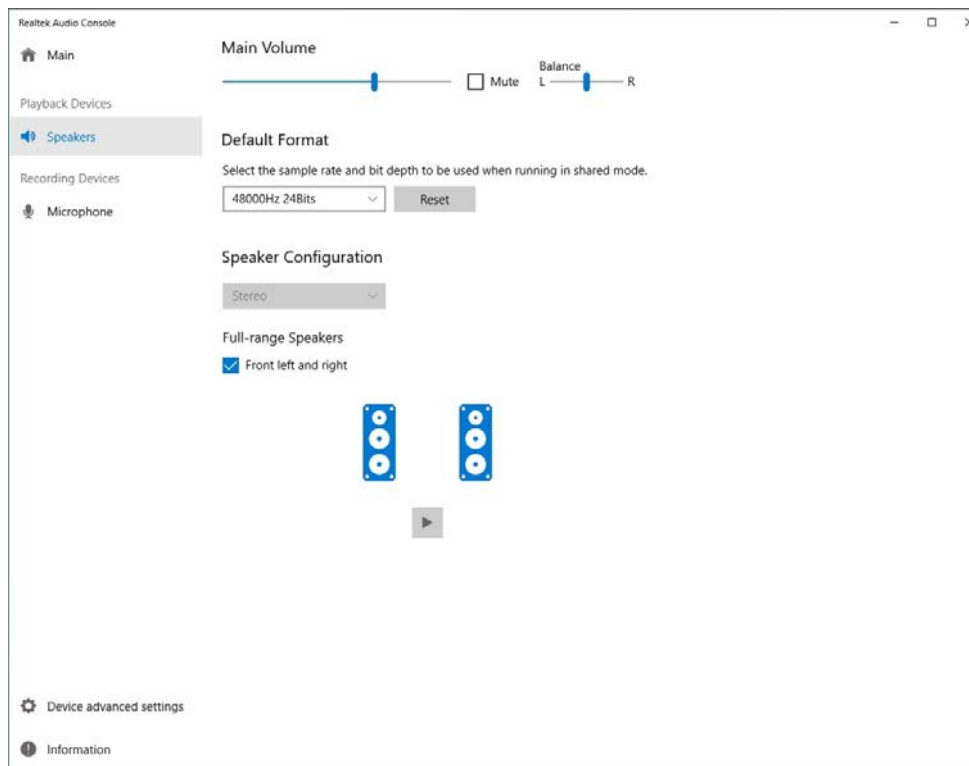 Realtek Audio Console
Main
Playback Devices
Speakers
Recording Devices
Microphone
Main Volume
Mute
Balance
L R
Default Format
Select the sample rate and bit depth to be used when running in shared mode.
48000Hz 24Bits
Reset
Speaker Configuration
Stereo
Full-range Speakers
Front left and right
Device advanced settings
Information